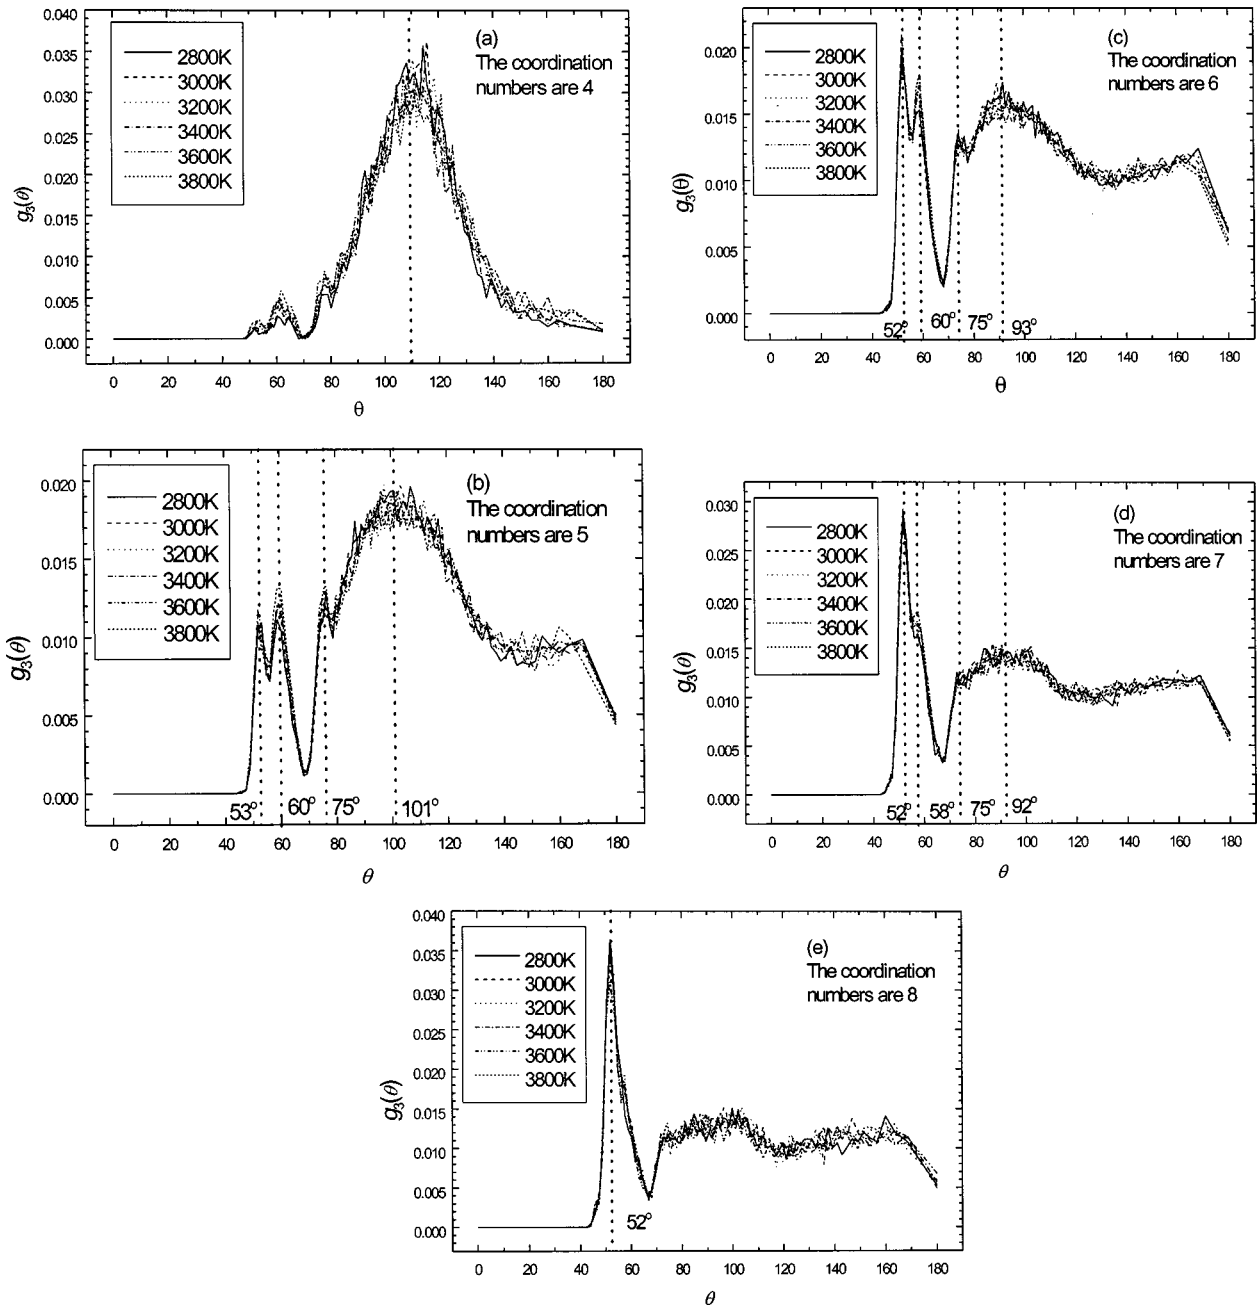 0.040
0.035
0.030
0.025
0.020
0.015
0.010
0.005
0.000
g₃(θ)
2800K
3000K
3200K
3400K
3600K
3800K
(a)
The coordination
numbers are 4
0 20 40 60 80 100 120 140 160 180
θ
0.020
0.015
0.010
0.005
0.000
g₃(θ)
2800K
3000K
3200K
3400K
3600K
3800K
(c)
The coordination
numbers are 6
52° 60° 75° 93°
0 20 40 60 80 100 120 140 160 180
θ
0.020
0.015
0.010
0.005
0.000
g₃(θ)
2800K
3000K
3200K
3400K
3600K
3800K
(b)
The coordination
numbers are 5
53° 60° 75° 101°
0 20 40 60 80 100 120 140 160 180
θ
0.030
0.025
0.020
0.015
0.010
0.005
0.000
g₃(θ)
2800K
3000K
3200K
3400K
3600K
3800K
(d)
The coordination
numbers are 7
52° 58° 75° 92°
0 20 40 60 80 100 120 140 160 180
θ
0.040
0.035
0.030
0.025
0.020
0.015
0.010
0.005
0.000
g₃(θ)
2800K
3000K
3200K
3400K
3600K
3800K
(e)
The coordination
numbers are 8
52°
0 20 40 60 80 100 120 140 160 180
θ